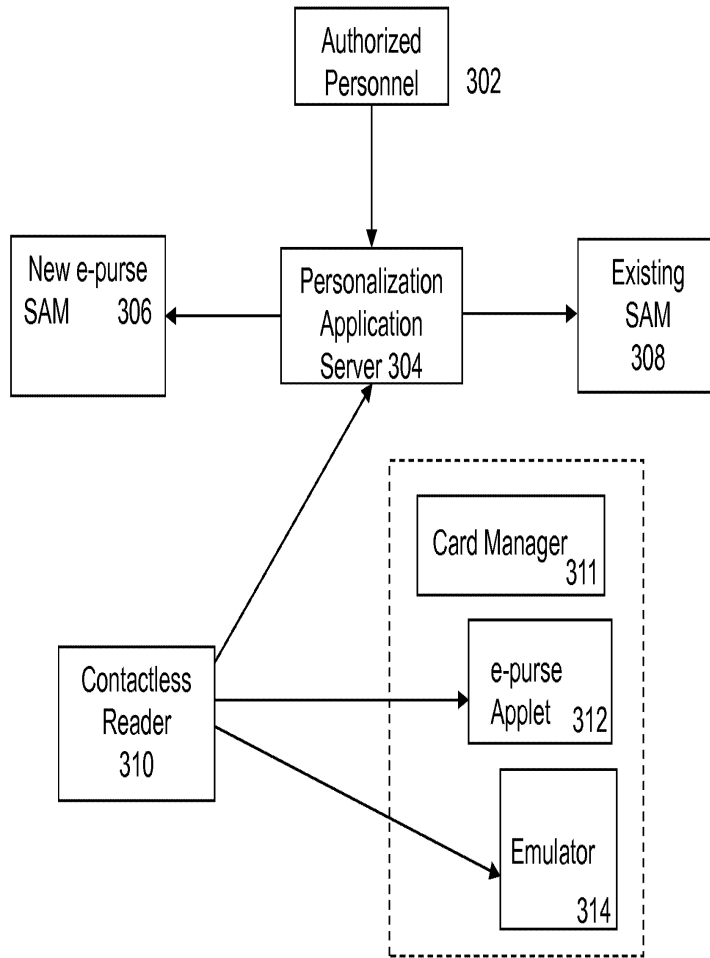 Authorized
Personnel
302
New e-purse
SAM 306
Personalization
Application
Server 304
Existing
SAM
308
Card Manager
311
e-purse
Applet 312
Contactless
Reader
310
Emulator
314